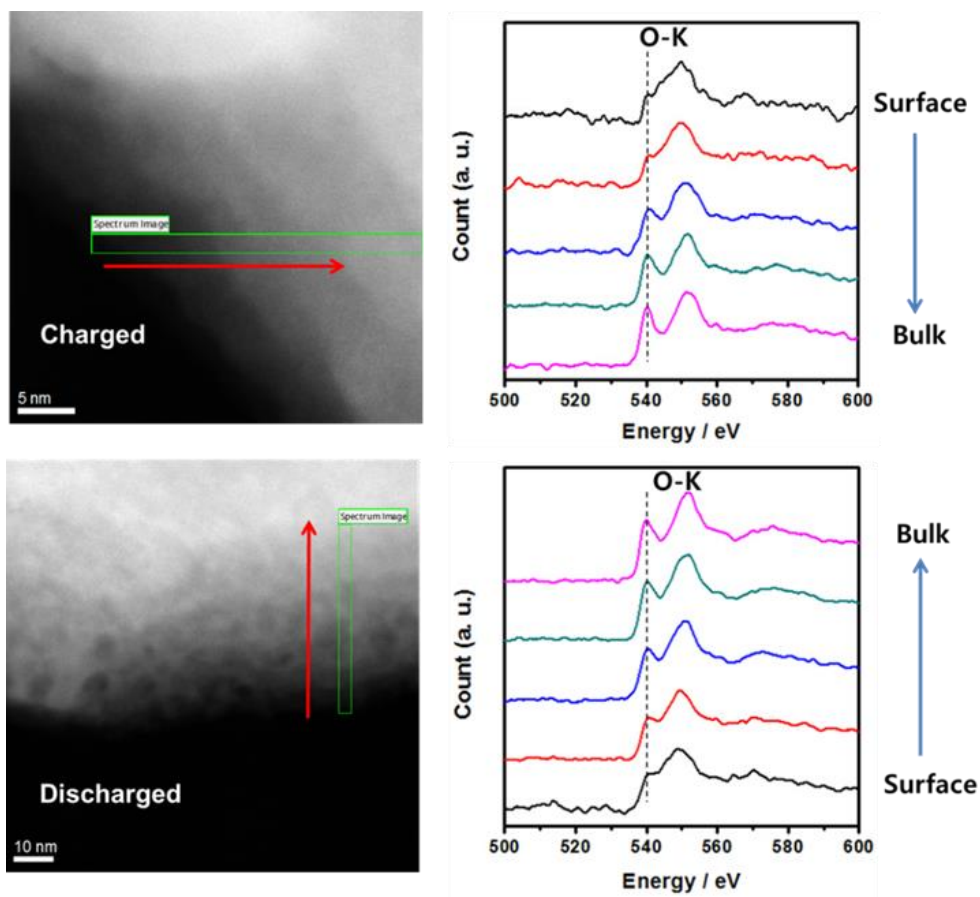 Spectrum Image
Charged
5 nm
O-K
Count (a. u.)
500 520 540 560 580 600
Energy / eV
Surface
Bulk
Spectrum Image
Discharged
10 nm
O-K
Count (a. u.)
500 520 540 560 580 600
Energy / eV
Bulk
Surface